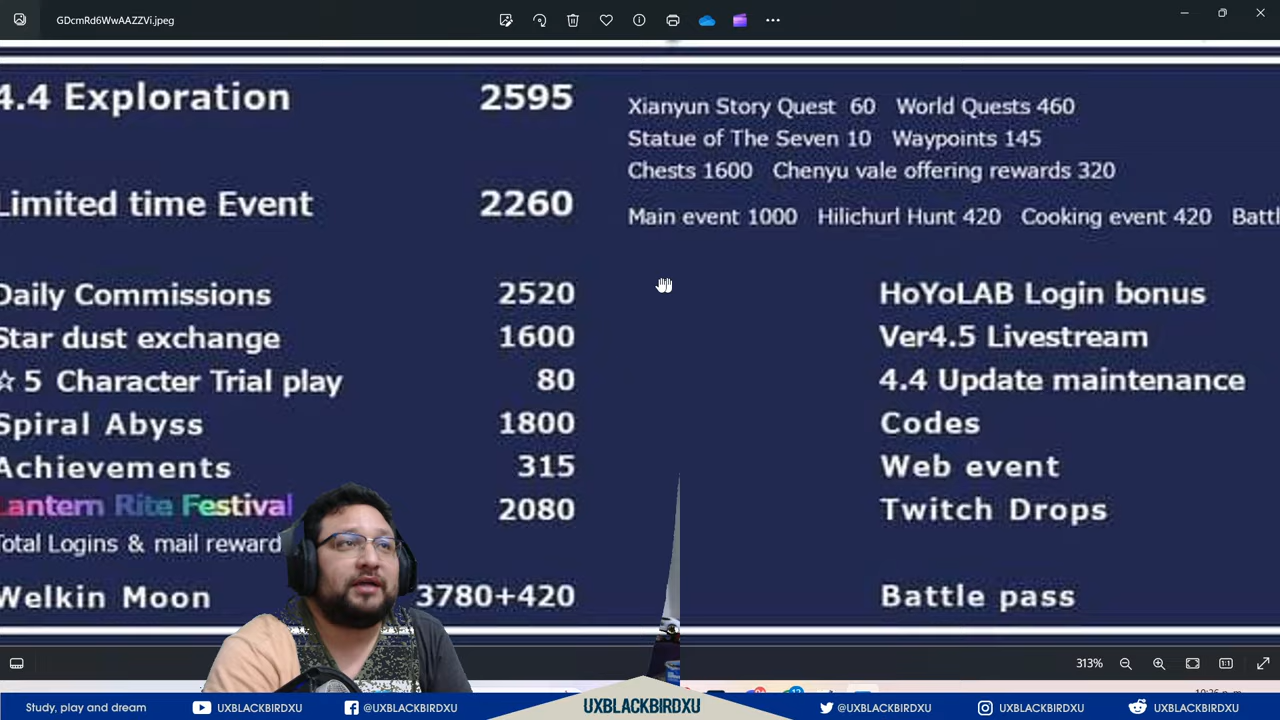 GDcmRd6WwAAZZVi.jpeg
4.4 Exploration 2595
Xianyun Story Quest 60 World Quests 460
Statue of The Seven 10 Waypoints 145
Chests 1600 Chenyu vale offering rewards 320
Limited time Event 2260
Main event 1000 Hilichurl Hunt 420 Cooking event 420 Battl
Daily Commissions 2520 HoYoLAB Login bonus
Star dust exchange 1600 Ver4.5 Livestream
☆ 5 Character Trial play 80 4.4 Update maintenance
Spiral Abyss 1800 Codes
Achievements 315 Web event
Lantern Rite Festival 2080 Twitch Drops
Total Logins & mail reward
Welkin Moon 3780+420 Battle pass
313%
Study, play and dream UXBLACKBIRDXU @UXBLACKBIRDXU UXBLACKBIRDXU @UXBLACKBIRDXU UXBLACKBIRDXU UXBLACKBIRDXU